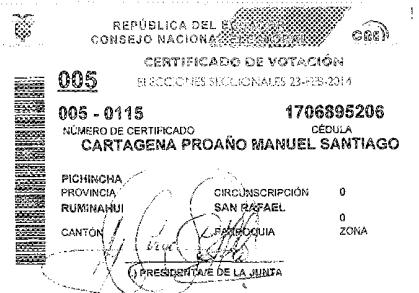 REPÚBLICA DEL
CONSEJO NACIONAL
CNE
CERTIFICADO DE VOTACIÓN
005
ELECCIONES SECCIONALES 23-FEB-2014
005 - 0115
1706895206
NÚMERO DE CERTIFICADO
CÉDULA
CARTAGENA PROAÑO MANUEL SANTIAGO
PICHINCHA
PROVINCIA
CIRCUNSCRIPCIÓN 0
RUMIÑAHUI
SAN RAFAEL
0
CANTÓN
PARROQUIA
ZONA
PRESIDENTA/E DE LA JUNTA